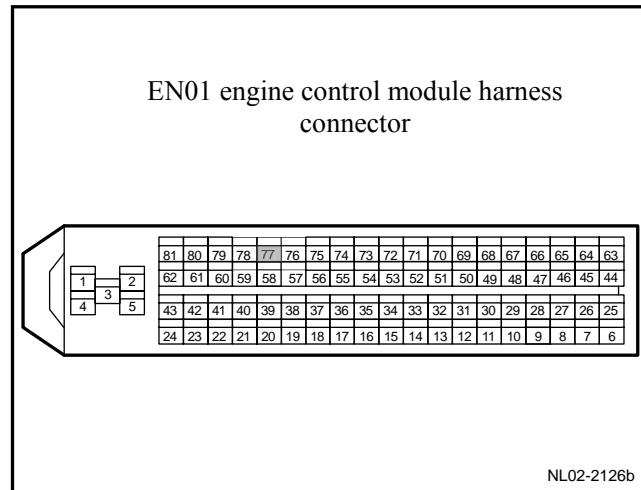 EN01 engine control module harness
connector
81 80 79 78 77 76 75 74 73 72 71 70 69 68 67 66 65 64 63
1 2 62 61 60 59 58 57 56 55 54 53 52 51 50 49 48 47 46 45 44
3
4 5 43 42 41 40 39 38 37 36 35 34 33 32 31 30 29 28 27 26 25
24 23 22 21 20 19 18 17 16 15 14 13 12 11 10 9 8 7 6
NL02-2126b